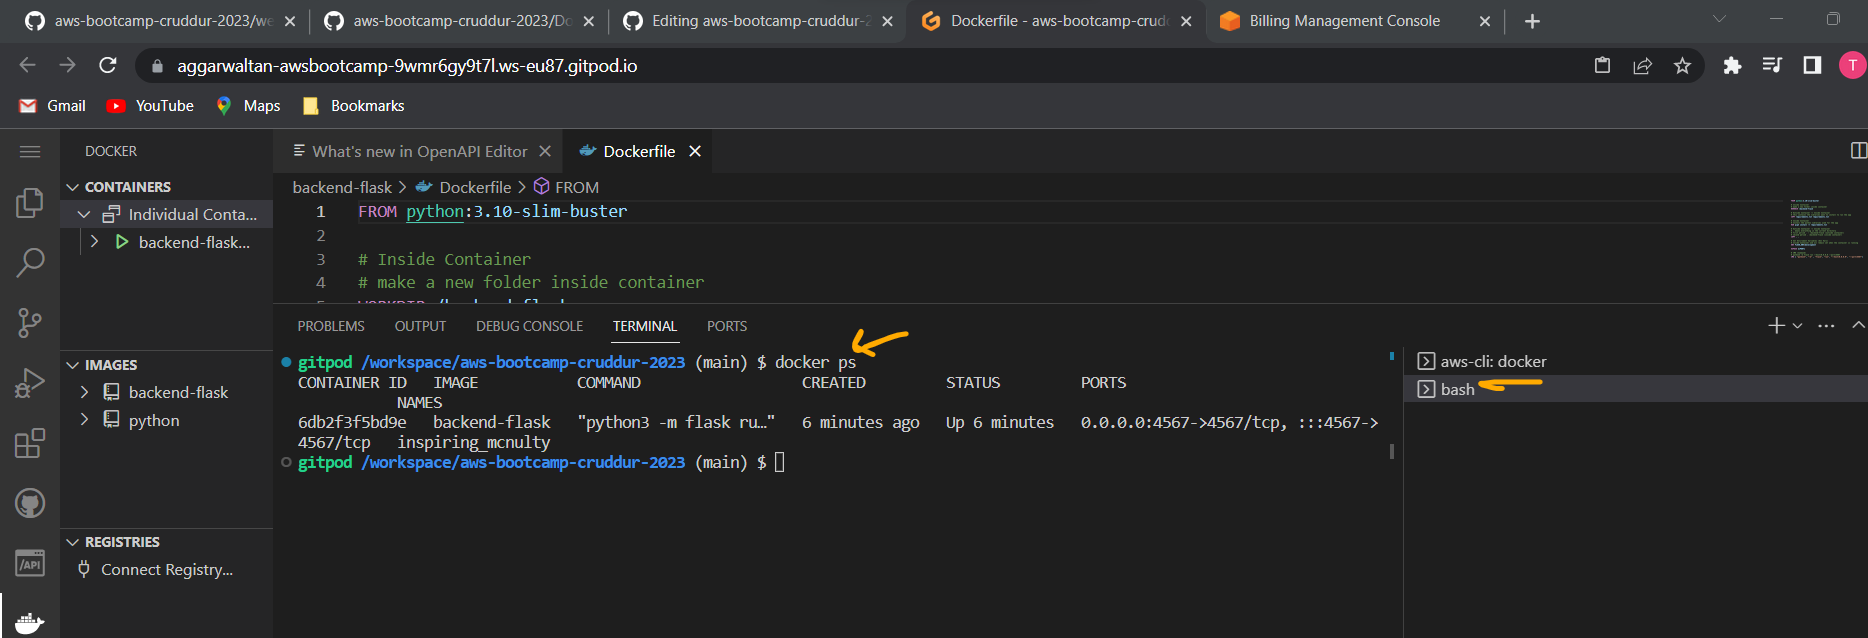 aws-bootcamp-cruddur-2023/we
aws-bootcamp-cruddur-2023/Do
Editing aws-bootcamp-cruddur-2
Dockerfile - aws-bootcamp-crudd
Billing Management Console
aggarwaltan-awsbootcamp-9wmr6gy9t7l.ws-eu87.gitpod.io
T
Gmail
YouTube
Maps
Bookmarks
DOCKER
What's new in OpenAPI Editor
Dockerfile
CONTAINERS
Individual Conta...
backend-flask...
IMAGES
backend-flask
python
REGISTRIES
Connect Registry...
/API
backend-flask > Dockerfile > FROM
1 FROM python:3.10-slim-buster
2
3 # Inside Container
4 # make a new folder inside container
PROBLEMS OUTPUT DEBUG CONSOLE TERMINAL PORTS
gitpod /workspace/aws-bootcamp-cruddur-2023 (main) $ docker ps
CONTAINER ID IMAGE COMMAND CREATED STATUS PORTS
NAMES
6db2f3f5bd9e backend-flask "python3 -m flask ru…" 6 minutes ago Up 6 minutes 0.0.0.0:4567->4567/tcp, :::4567->
4567/tcp inspiring_mcnulty
gitpod /workspace/aws-bootcamp-cruddur-2023 (main) $
aws-cli: docker
bash